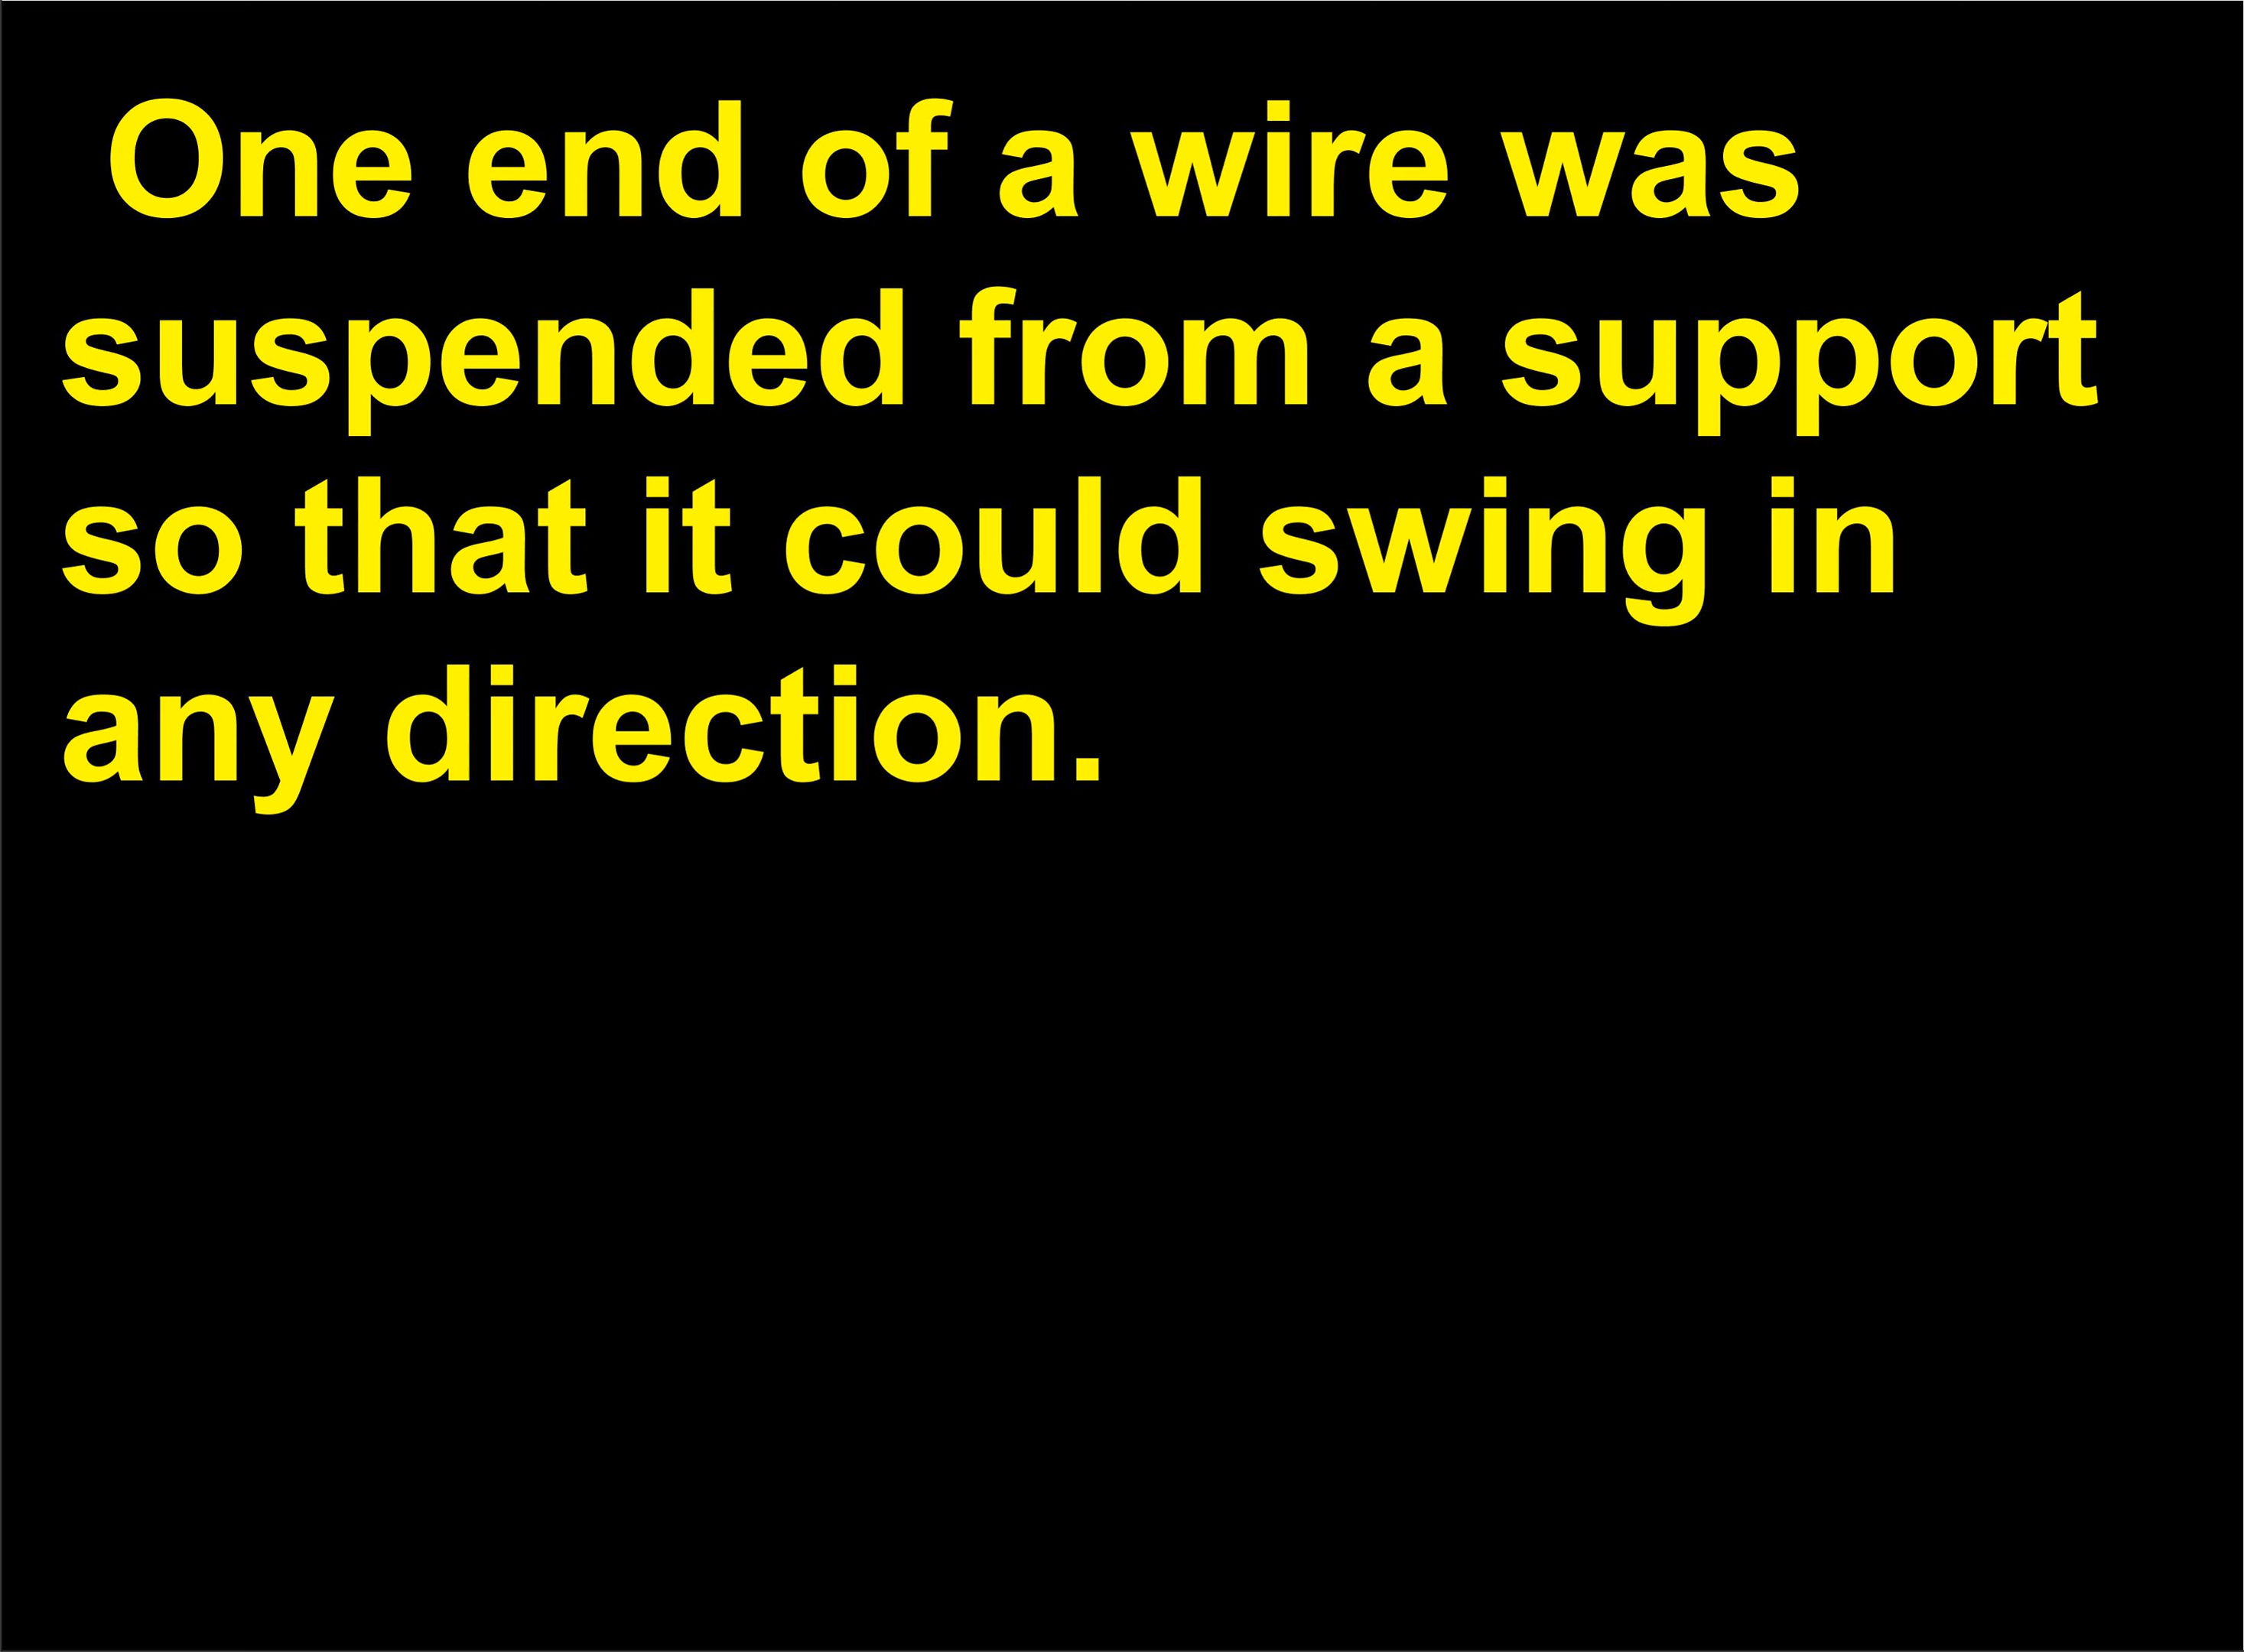 One end of a wire was
suspended from a support
so that it could swing in
any direction.